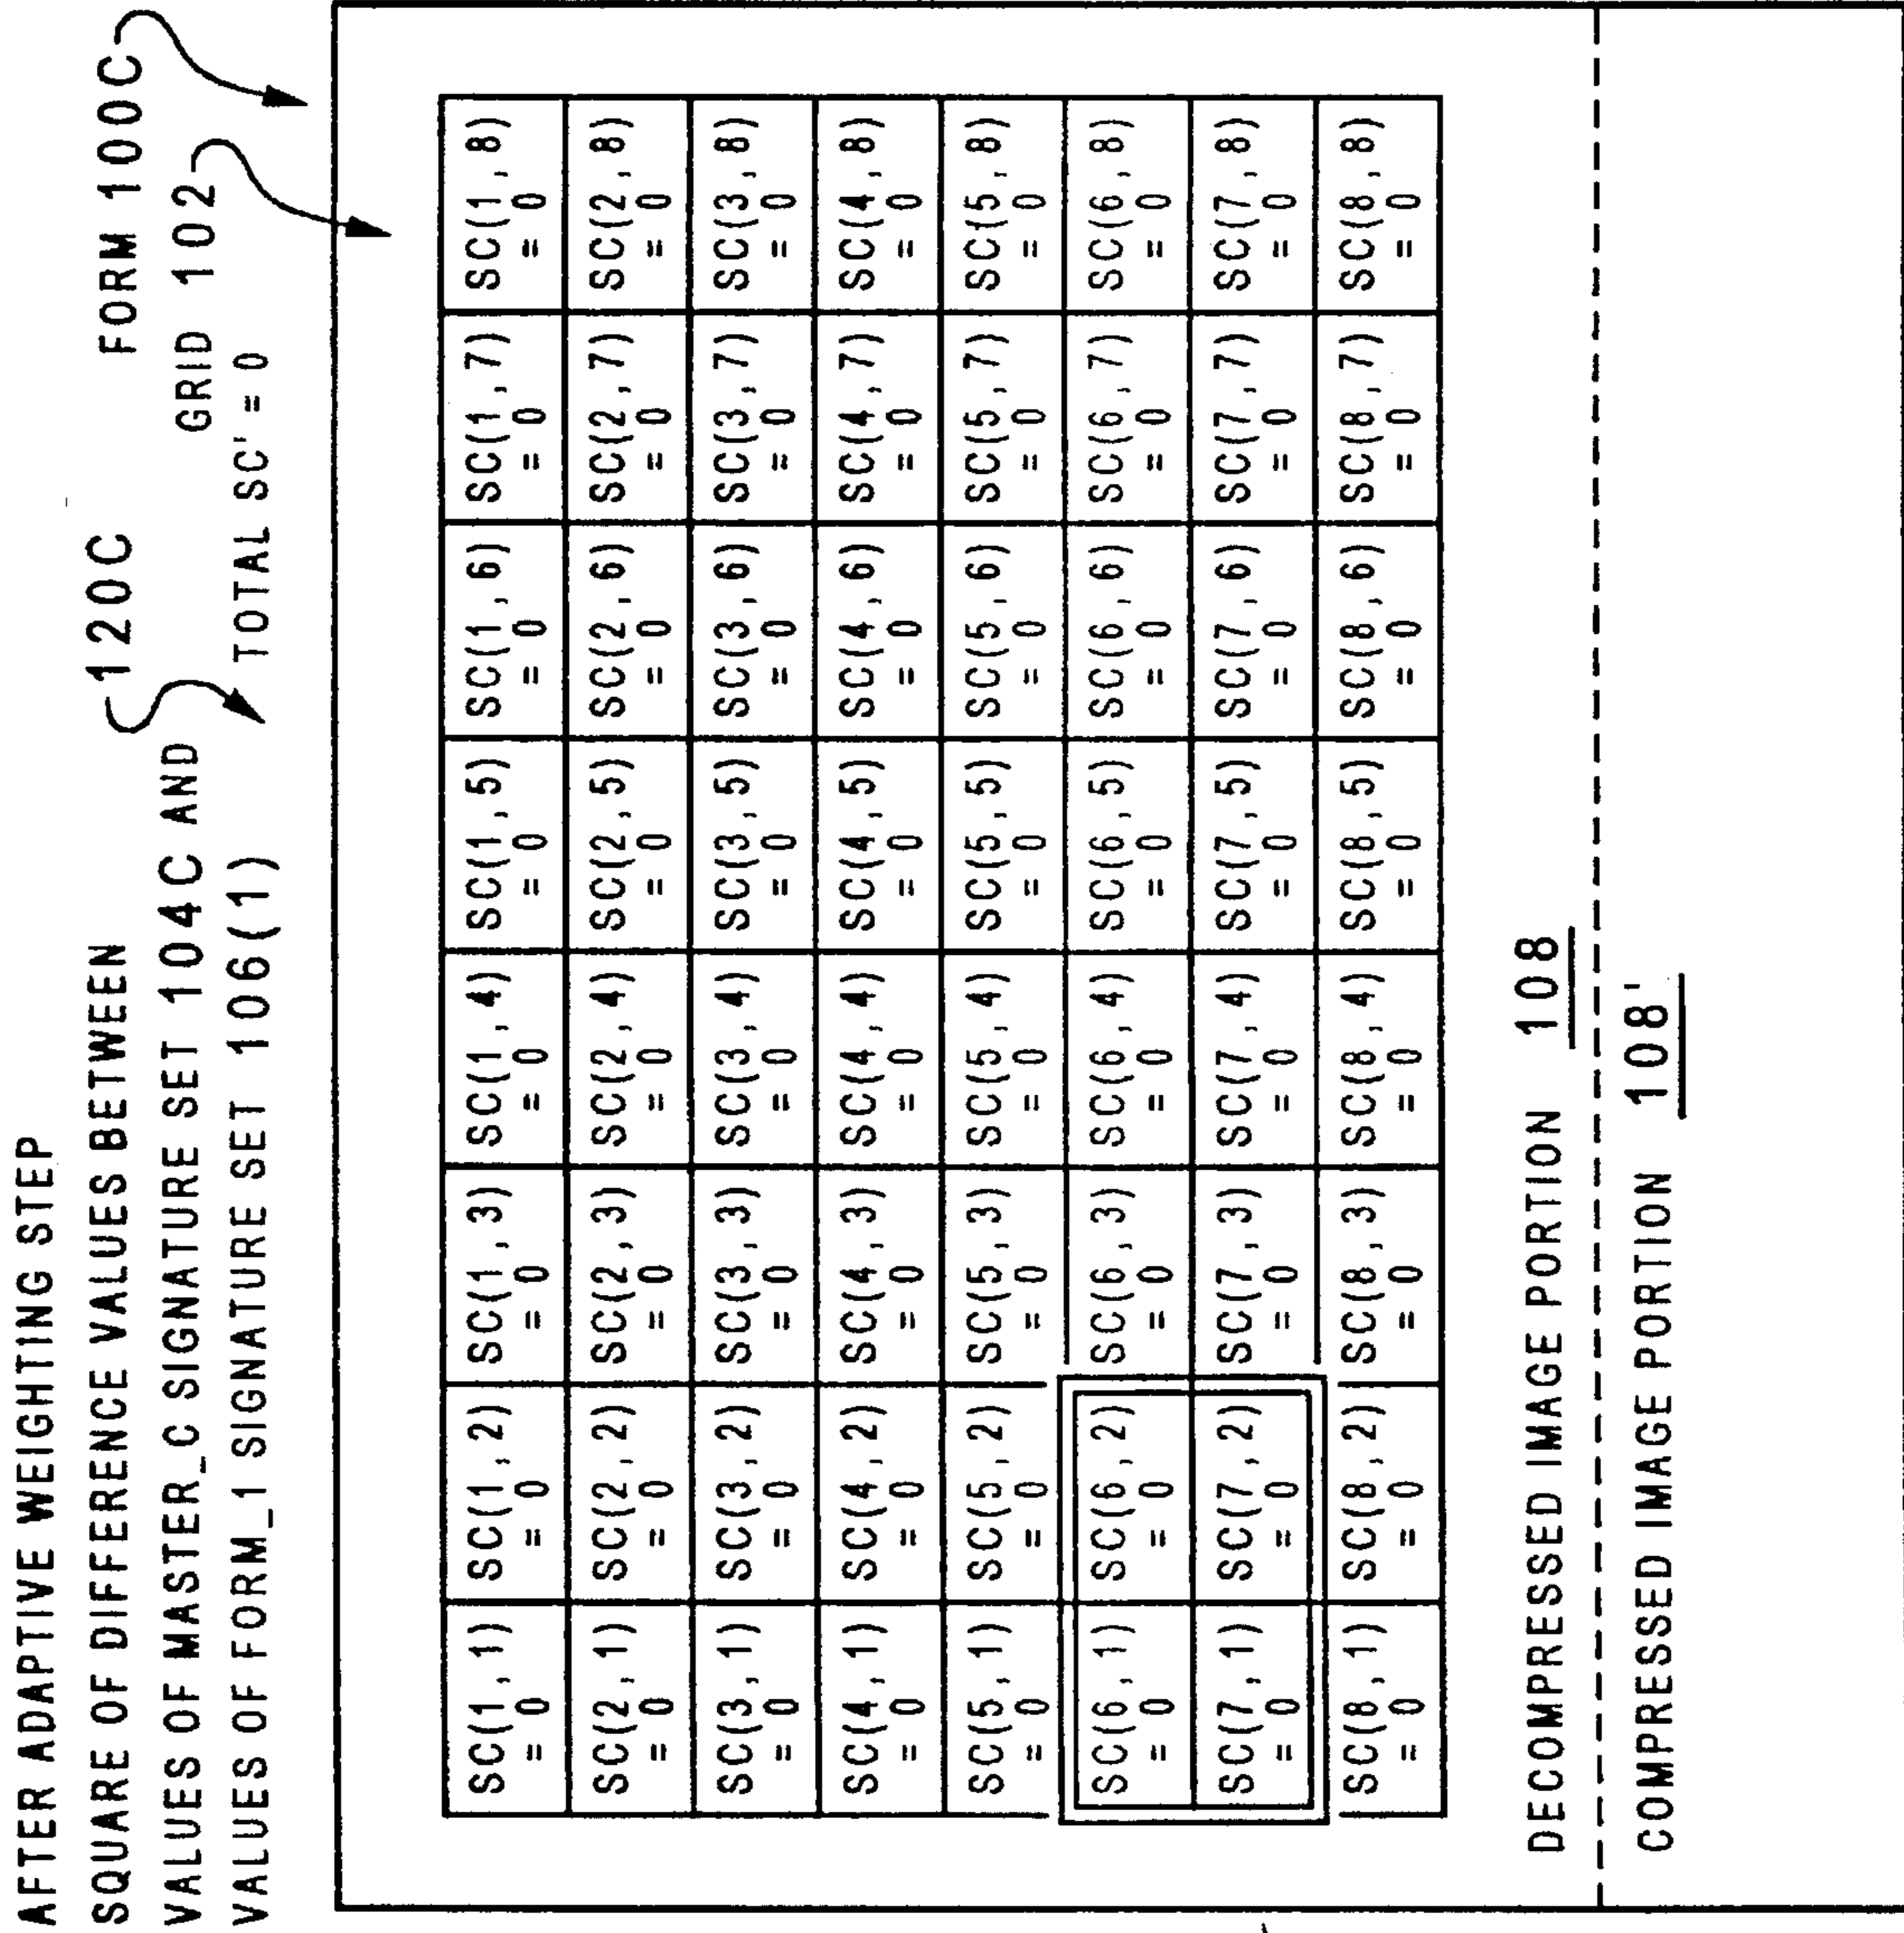 AFTER ADAPTIVE WEIGHTING STEP
SQUARE OF DIFFERENCE VALUES BETWEEN
VALUES OF MASTER_C SIGNATURE SET 104C AND
VALUES OF FORM_1 SIGNATURE SET 106(1)
120C
FORM 100C
GRID 102
TOTAL SC' = 0
SC(1,1) SC(1,2) SC(1,3) SC(1,4) SC(1,5) SC(1,6) SC(1,7) SC(1,8)
= 0 = 0 = 0 = 0 = 0 = 0 = 0 = 0
SC(2,1) SC(2,2) SC(2,3) SC(2,4) SC(2,5) SC(2,6) SC(2,7) SC(2,8)
= 0 = 0 = 0 = 0 = 0 = 0 = 0 = 0
SC(3,1) SC(3,2) SC(3,3) SC(3,4) SC(3,5) SC(3,6) SC(3,7) SC(3,8)
= 0 = 0 = 0 = 0 = 0 = 0 = 0 = 0
SC(4,1) SC(4,2) SC(4,3) SC(4,4) SC(4,5) SC(4,6) SC(4,7) SC(4,8)
= 0 = 0 = 0 = 0 = 0 = 0 = 0 = 0
SC(5,1) SC(5,2) SC(5,3) SC(5,4) SC(5,5) SC(5,6) SC(5,7) SC(5,8)
= 0 = 0 = 0 = 0 = 0 = 0 = 0 = 0
SC(6,1) SC(6,2) SC(6,3) SC(6,4) SC(6,5) SC(6,6) SC(6,7) SC(6,8)
= 0 = 0 = 0 = 0 = 0 = 0 = 0 = 0
SC(7,1) SC(7,2) SC(7,3) SC(7,4) SC(7,5) SC(7,6) SC(7,7) SC(7,8)
= 0 = 0 = 0 = 0 = 0 = 0 = 0 = 0
SC(8,1) SC(8,2) SC(8,3) SC(8,4) SC(8,5) SC(8,6) SC(8,7) SC(8,8)
= 0 = 0 = 0 = 0 = 0 = 0 = 0 = 0
DECOMPRESSED IMAGE PORTION 108
COMPRESSED IMAGE PORTION 108'